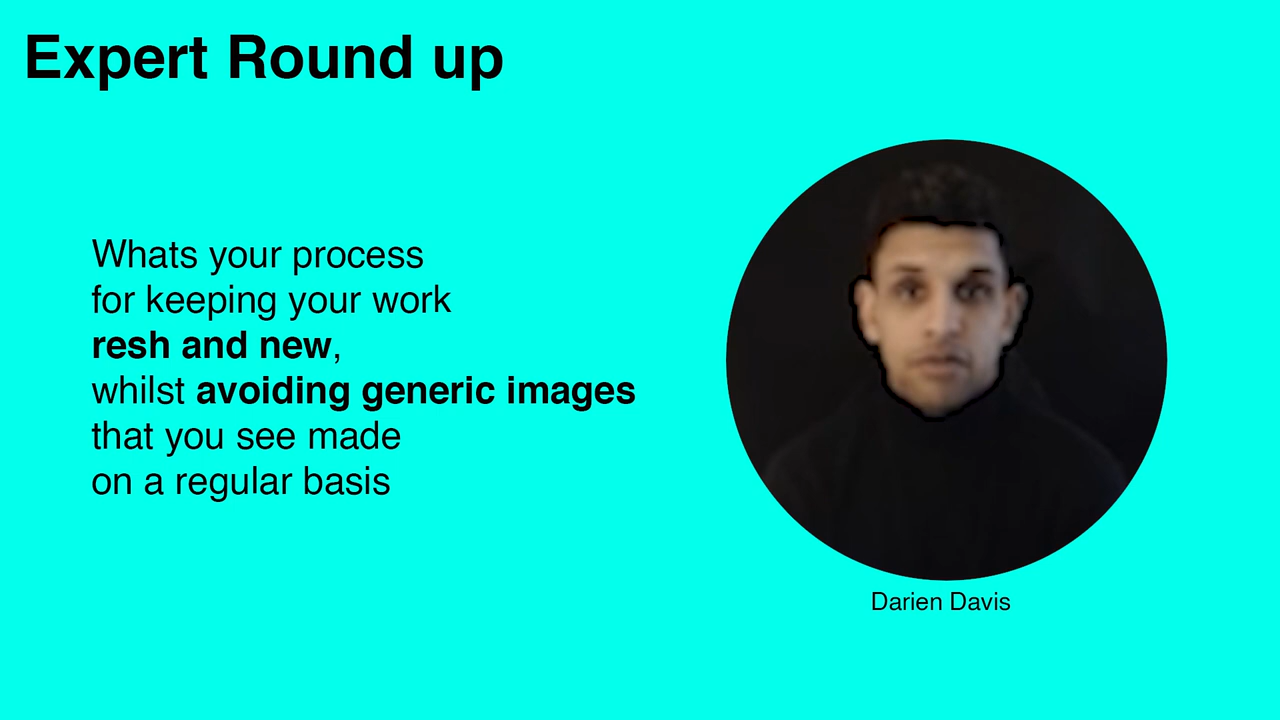 Expert Round up
Whats your process
for keeping your work
resh and new,
whilst avoiding generic images
that you see made
on a regular basis
Darien Davis